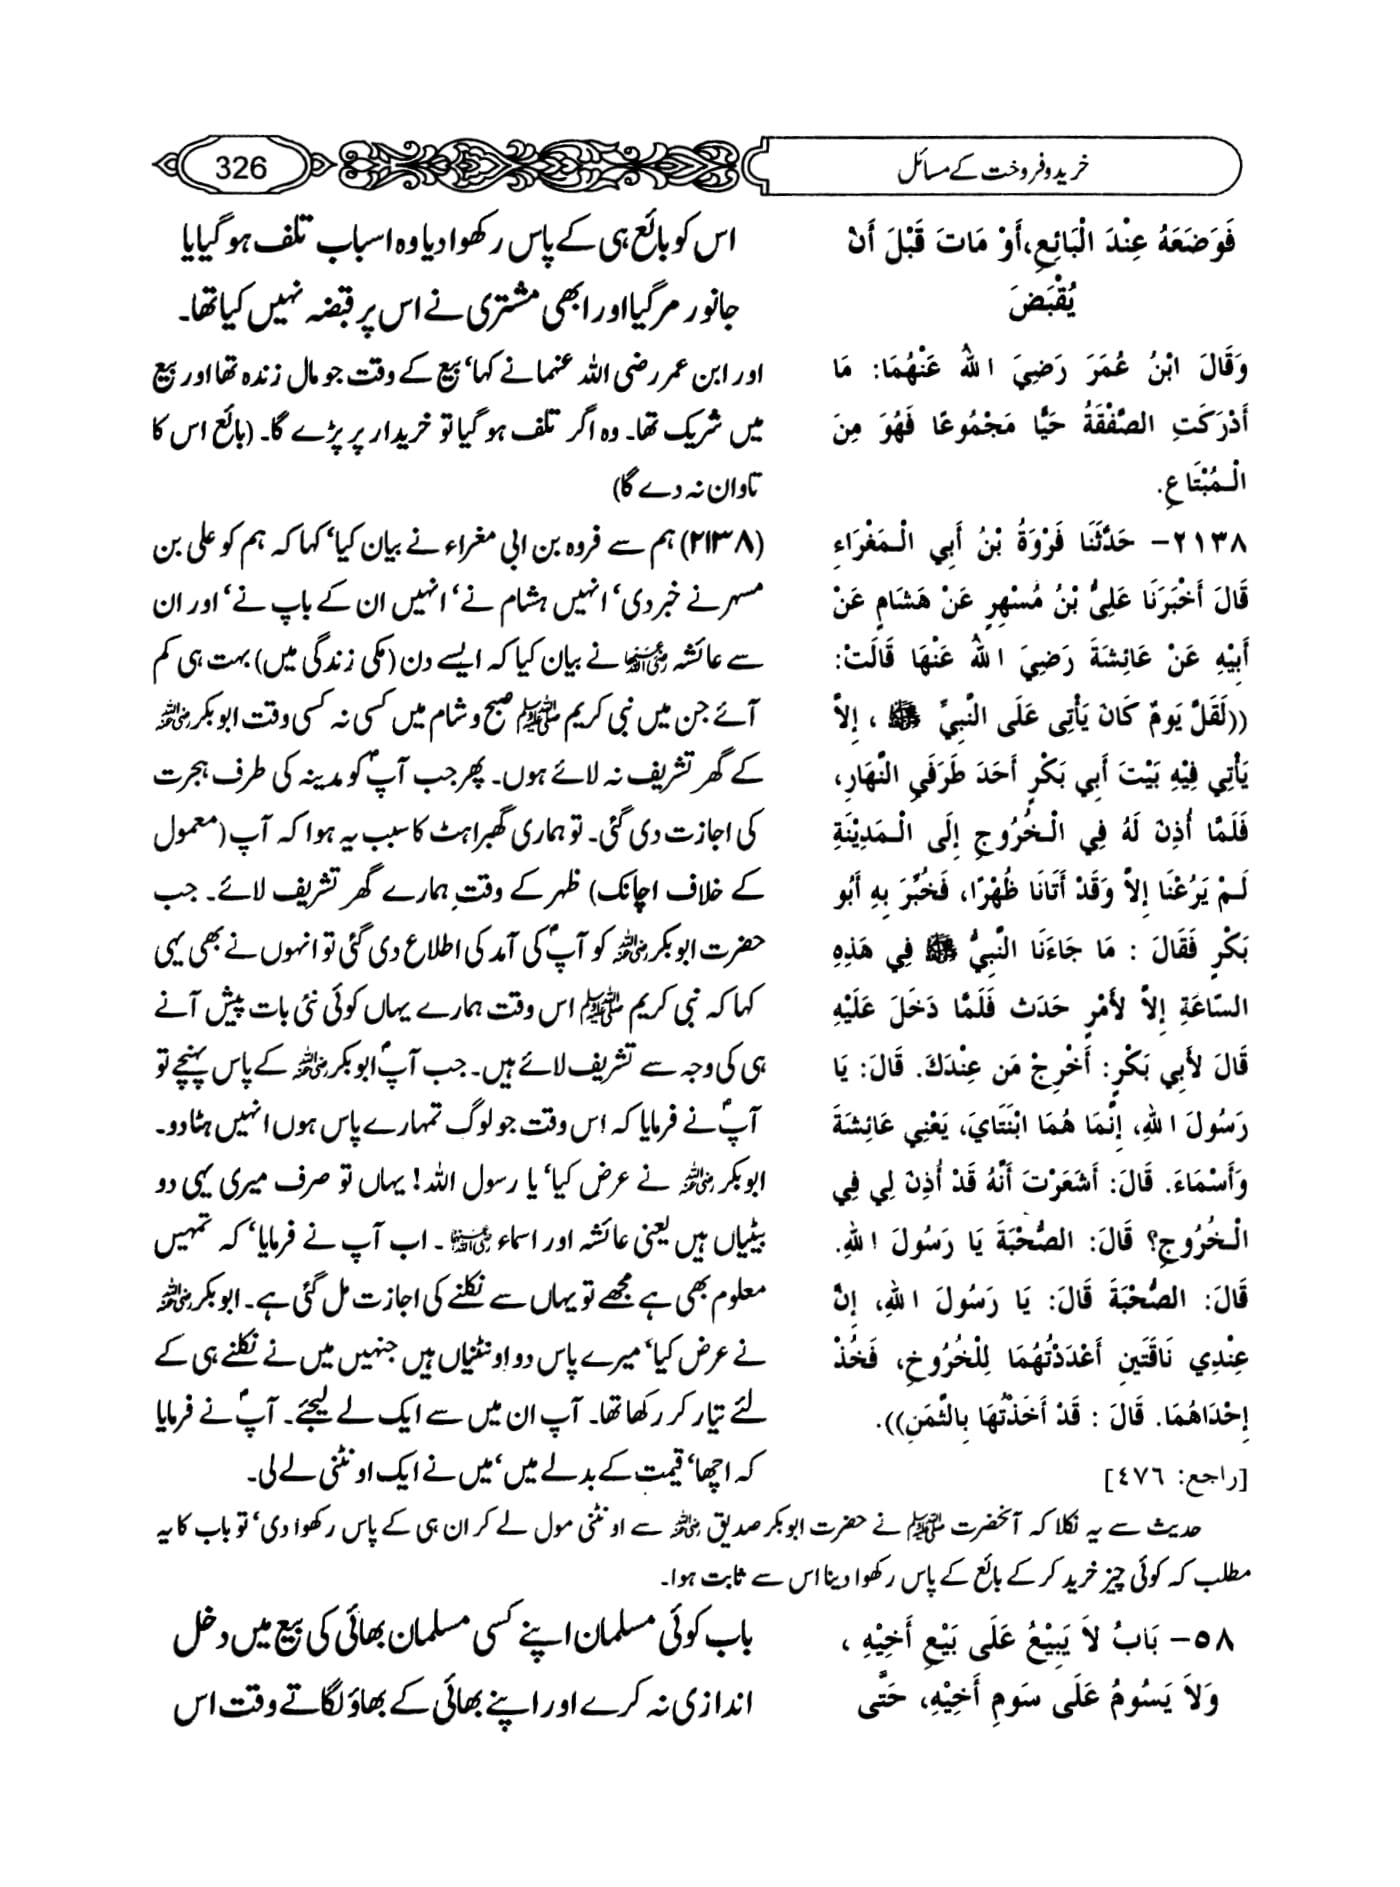 خرید و فروخت کے مسائل
326
فَوَضَعَهُ عِنْدَ الْبَائِعِ،أَوْ مَاتَ قَبْلَ أَنْ
يُقْبَضَ
وَقَالَ ابْنُ عُمَرَ رَضِيَ اللهُ عَنْهُمَا: مَا
أَدْرَكَتِ الصَّفْقَةُ حَيًّا مَجْمُوعًا فَهُوَ مِنَ
الْمُبْتَاعِ.
٢١٣٨- حَدَّثَنَا فَرْوَةُ بْنُ أَبِي الْمَغْرَاءِ
قَالَ أَخْبَرَنَا عَلِيُّ بْنُ مُسْهِرٍ عَنْ هَشَامٍ عَنْ
أَبِيْهِ عَنْ عَائِشَةَ رَضِيَ اللهُ عَنْهَا قَالَتْ:
((لَقَلَّ يَومٌ كَانَ يَأْتِي عَلَى النَّبِيِّ ﷺ ، إِلاَّ
يَأْتِي فِيْهِ بَيْتَ أَبِي بَكْرٍ أَحَدَ طَرَفَيِ النَّهَارِ،
فَلَمَّا أُذِنَ لَهُ فِي الْخُرُوجِ إِلَى الْمَدِيْنَةِ
لَمْ يَرُعْنَا إِلاَّ وَقَدْ أَتَانَا ظُهْرًا، فَخُبِّرَ بِهِ أَبُو
بَكْرٍ فَقَالَ : مَا جَاءَنَا النَّبِيُّ ﷺ فِي هَذِهِ
السَّاعَةِ إِلاَّ لأَمْرٍ حَدَثَ فَلَمَّا دَخَلَ عَلَيْهِ
قَالَ لأَبِي بَكْرٍ: أَخْرِجْ مَن عِنْدَكَ. قَالَ: يَا
رَسُولَ اللهِ، إِنَّمَا هُمَا ابْنَتَايَ، يَعْنِي عَائِشَةَ
وَأَسْمَاءَ. قَالَ: أَشَعَرْتَ أَنَّهُ قَدْ أُذِنَ لِي فِي
الْخُرُوجِ؟ قَالَ: الصُّحْبَةَ يَا رَسُولَ اللهِ.
قَالَ: الصُّحْبَةَ قَالَ: يَا رَسُولَ اللهِ، إِنَّ
عِنْدِي نَاقَتَينِ أَعْدَدْتُهُمَا لِلْخُرُوخِ، فَخُذْ
إِحْدَاهُمَا. قَالَ : قَدْ أَخَذْتُهَا بِالثَّمَنِ)).
[راجع: ٤٧٦]
اس کو بائع ہی کے پاس رکھوا دیا وہ اسباب تلف ہو گیا یا
جانور مر گیا اور ابھی مشتری نے اس پر قبضہ نہیں کیا تھا۔
اور ابن عمر رضی اللہ عنہما نے کہا‘ بیع کے وقت جو مال زندہ تھا اور بیع
میں شریک تھا۔ وہ اگر تلف ہو گیا تو خریدار پر پڑے گا۔ (بائع اس کا
تاوان نہ دے گا)
(۲۱۳۸) ہم سے فروہ بن ابی مغراء نے بیان کیا‘ کہا کہ ہم کو علی بن
مسہر نے خبر دی‘ انہیں ہشام نے‘ انہیں ان کے باپ نے‘ اور ان
سے عائشہ رضی اللہ عنہا نے بیان کیا کہ ایسے دن (مکی زندگی میں) بہت ہی کم
آئے جن میں نبی کریم ﷺ صبح و شام میں کسی نہ کسی وقت ابوبکر رضی اللہ عنہ
کے گھر تشریف نہ لائے ہوں۔ پھر جب آپؐ کو مدینہ کی طرف ہجرت
کی اجازت دی گئی۔ تو ہماری گھبراہٹ کا سبب یہ ہوا کہ آپ (معمول
کے خلاف اچانک) ظہر کے وقت ہمارے گھر تشریف لائے۔ جب
حضرت ابوبکر رضی اللہ عنہ کو آپؐ کی آمد کی اطلاع دی گئی تو انہوں نے بھی یہی
کہا کہ نبی کریم ﷺ اس وقت ہمارے یہاں کوئی نئی بات پیش آنے
ہی کی وجہ سے تشریف لائے ہیں۔ جب آپؐ ابوبکر رضی اللہ عنہ کے پاس پہنچے تو
آپؐ نے فرمایا کہ اس وقت جو لوگ تمہارے پاس ہوں انہیں ہٹا دو۔
ابوبکر رضی اللہ عنہ نے عرض کیا‘ یا رسول اللہ! یہاں تو صرف میری یہی دو
بیٹیاں ہیں یعنی عائشہ اور اسماء رضی اللہ عنہما ۔ اب آپ نے فرمایا‘ کہ تمہیں
معلوم بھی ہے مجھے تو یہاں سے نکلنے کی اجازت مل گئی ہے۔ ابوبکر رضی اللہ عنہ
نے عرض کیا‘ میرے پاس دو اونٹنیاں ہیں جنہیں میں نے نکلنے ہی کے
لئے تیار کر رکھا تھا۔ آپ ان میں سے ایک لے لیجئے۔ آپؐ نے فرمایا
کہ اچھا‘ قیمت کے بدلے میں‘ میں نے ایک اونٹنی لے لی۔
حدیث سے یہ نکلا کہ آنحضرت ﷺ نے حضرت ابوبکر صدیق رضی اللہ عنہ سے اونٹنی مول لے کر ان ہی کے پاس رکھوا دی‘ تو باب کا یہ
مطلب کہ کوئی چیز خرید کر کے بائع کے پاس رکھوا دینا اس سے ثابت ہوا۔
٥٨- بَابُ لاَ يَبِيْعُ عَلَى بَيْعِ أَخِيْهِ ،
وَلاَ يَسُومُ عَلَى سَومِ أَخِيْهِ، حَتَّى
باب کوئی مسلمان اپنے کسی مسلمان بھائی کی بیع میں دخل
اندازی نہ کرے اور اپنے بھائی کے بھاؤ لگاتے وقت اس